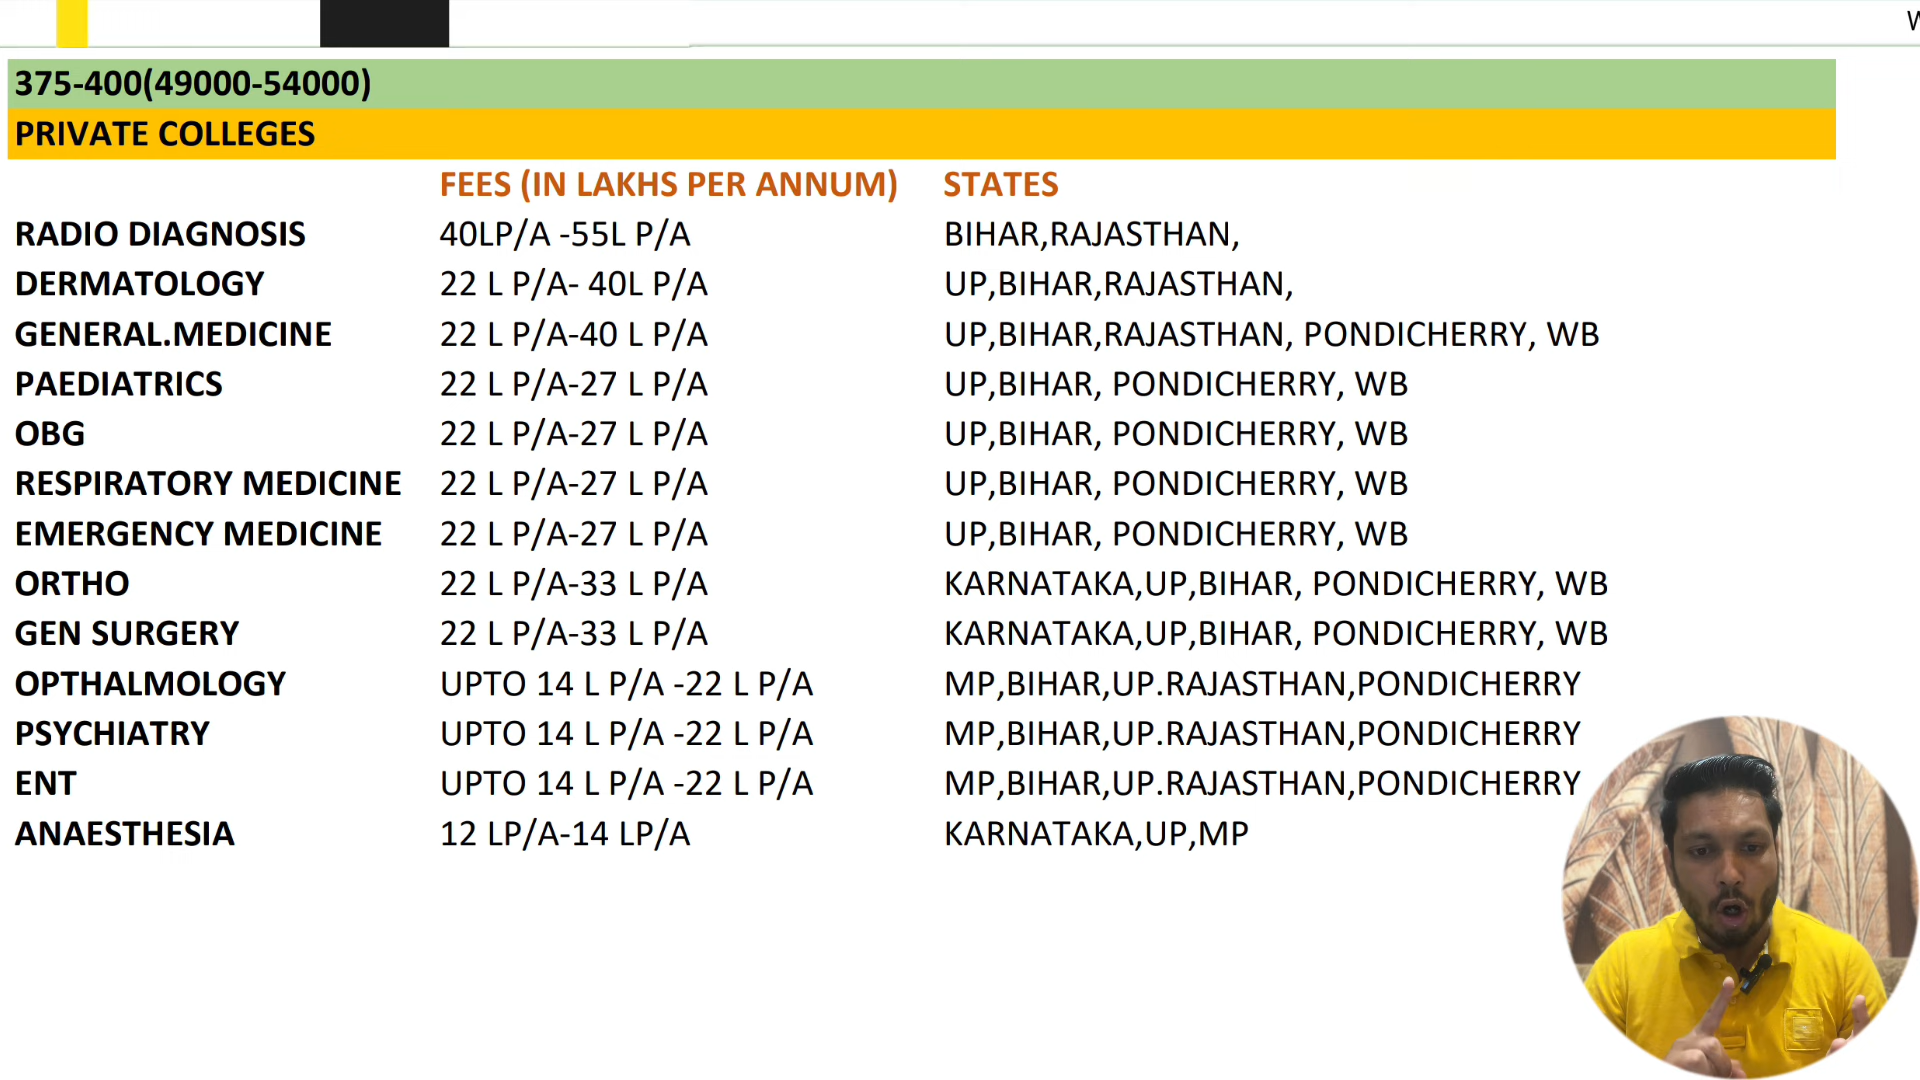 375-400(49000-54000)
PRIVATE COLLEGES
FEES (IN LAKHS PER ANNUM) STATES
RADIO DIAGNOSIS 40LP/A -55L P/A BIHAR,RAJASTHAN,
DERMATOLOGY 22 L P/A- 40L P/A UP,BIHAR,RAJASTHAN,
GENERAL.MEDICINE 22 L P/A-40 L P/A UP,BIHAR,RAJASTHAN, PONDICHERRY, WB
PAEDIATRICS 22 L P/A-27 L P/A UP,BIHAR, PONDICHERRY, WB
OBG 22 L P/A-27 L P/A UP,BIHAR, PONDICHERRY, WB
RESPIRATORY MEDICINE 22 L P/A-27 L P/A UP,BIHAR, PONDICHERRY, WB
EMERGENCY MEDICINE 22 L P/A-27 L P/A UP,BIHAR, PONDICHERRY, WB
ORTHO 22 L P/A-33 L P/A KARNATAKA,UP,BIHAR, PONDICHERRY, WB
GEN SURGERY 22 L P/A-33 L P/A KARNATAKA,UP,BIHAR, PONDICHERRY, WB
OPTHALMOLOGY UPTO 14 L P/A -22 L P/A MP,BIHAR,UP.RAJASTHAN,PONDICHERRY
PSYCHIATRY UPTO 14 L P/A -22 L P/A MP,BIHAR,UP.RAJASTHAN,PONDICHERRY
ENT UPTO 14 L P/A -22 L P/A MP,BIHAR,UP.RAJASTHAN,PONDICHERRY
ANAESTHESIA 12 LP/A-14 LP/A KARNATAKA,UP,MP